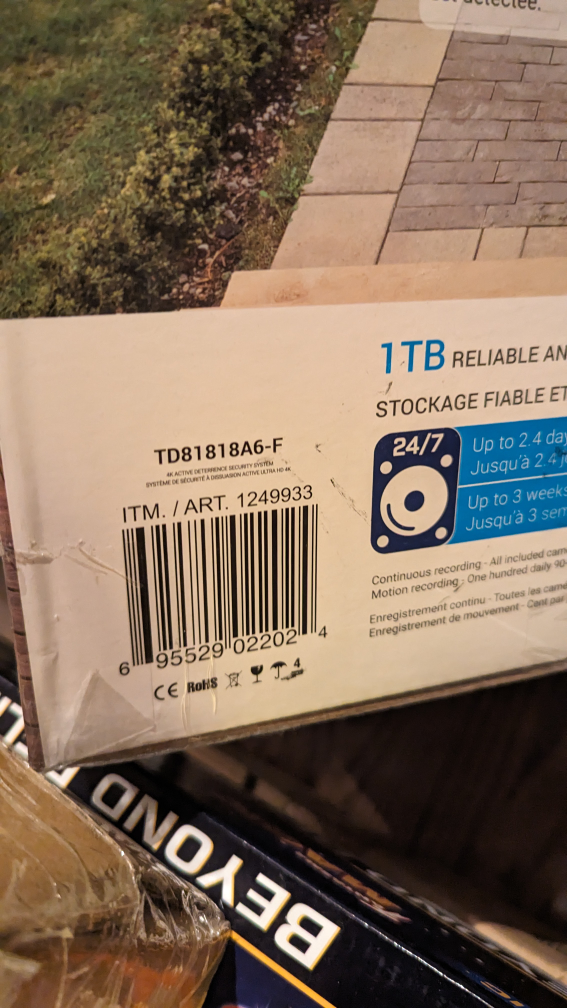 détectée.
1TB RELIABLE AN
STOCKAGE FIABLE ET
24/7
Up to 2.4 day
Jusqu'à 2.4 j
Up to 3 weeks
Jusqu'à 3 sem
Continuous recording - All included cam
Motion recording - One hundred daily 90-
Enregistrement continu - Toutes les camé
Enregistrement de mouvement - Cent par
TD81818A6-F
4K ACTIVE DETERRENCE SECURITY SYSTEM
SYSTÈME DE SÉCURITÉ À DISSUASION ACTIVE ULTRA HD 4K
ITM. / ART. 1249933
6 95529 02202 4
CE RoHS 4
BEYOND